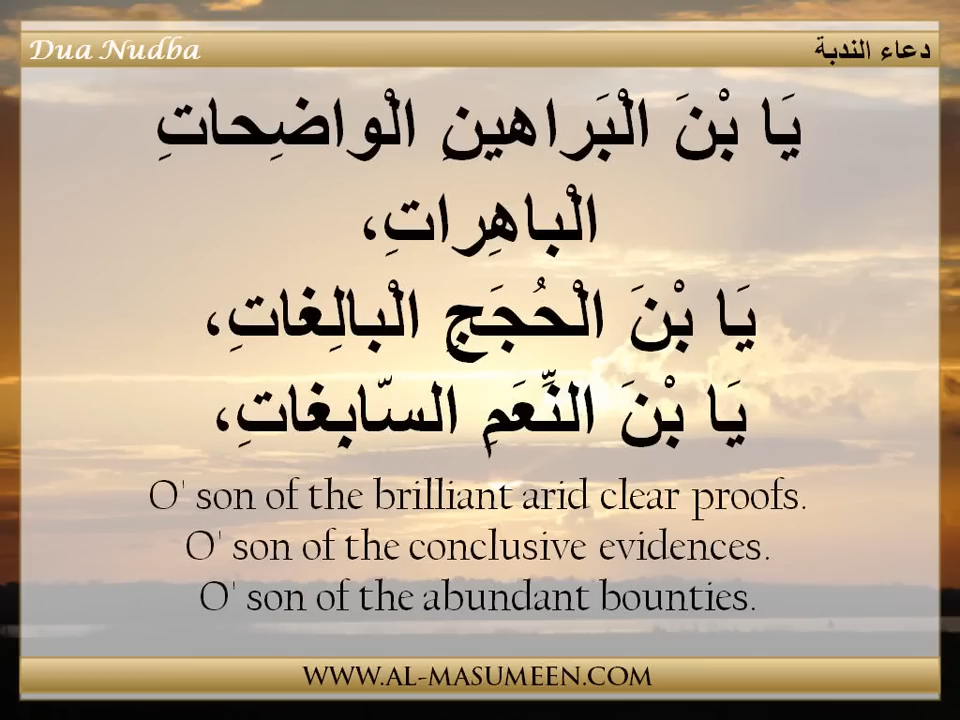 Dua Nudba
دعاء الندبة
يَا بْنَ الْبَراهينِ الْواضِحاتِ
الْباهِراتِ،
يَا بْنَ الْحُجَجِ الْبالِغاتِ،
يَا بْنَ النِّعَمِ السّابِغاتِ،
O' son of the brilliant arid clear proofs.
O' son of the conclusive evidences.
O' son of the abundant bounties.
WWW.AL-MASUMEEN.COM